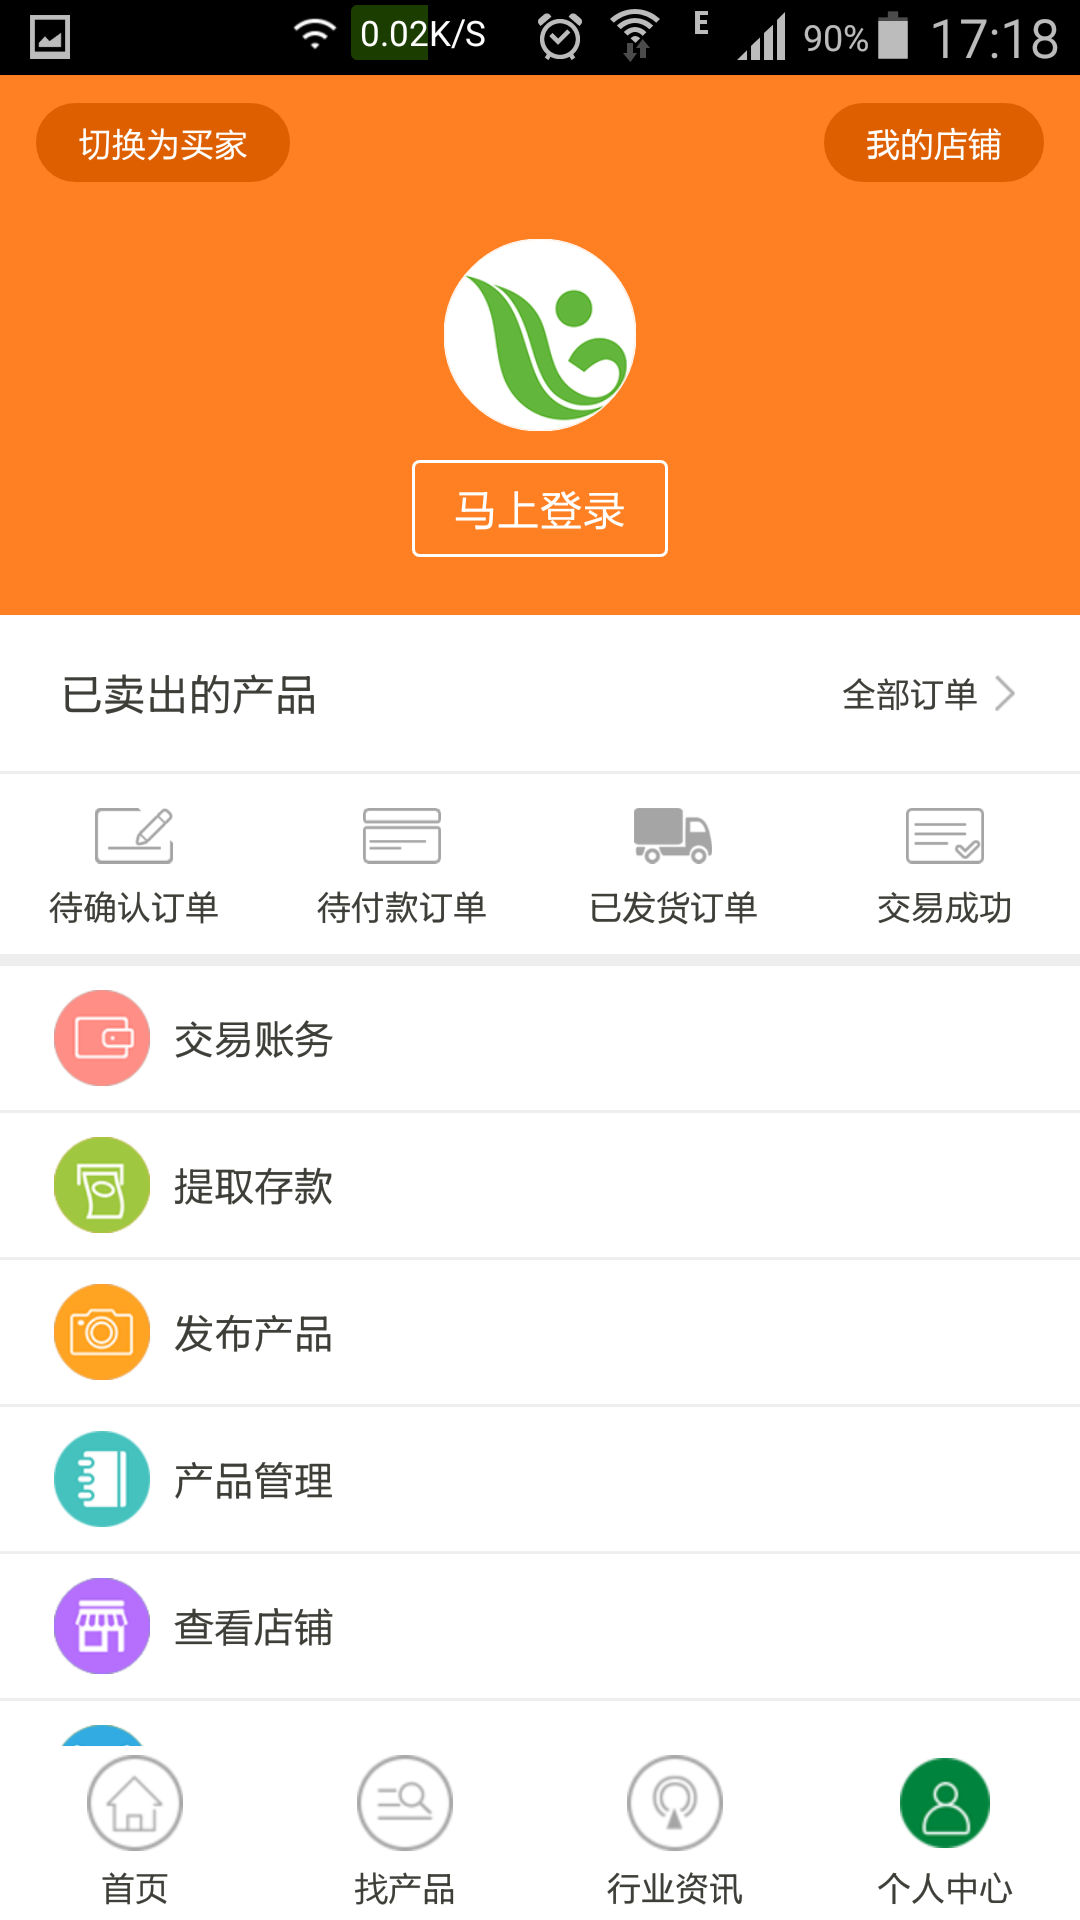 0.02K/S E 90% 17:18
切换为买家 我的店铺
马上登录
已卖出的产品 全部订单
待确认订单 待付款订单 已发货订单 交易成功
交易账务
提取存款
发布产品
产品管理
查看店铺
首页 找产品 行业资讯 个人中心